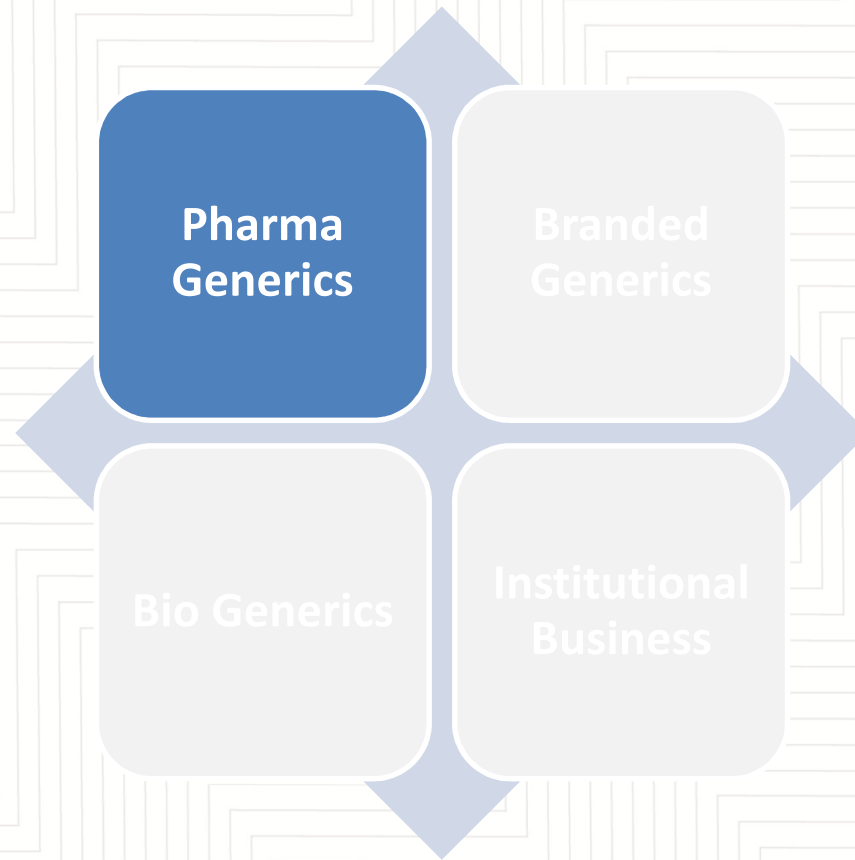 Pharma
Generics
Branded
Generics
Bio Generics
Institutional
Business